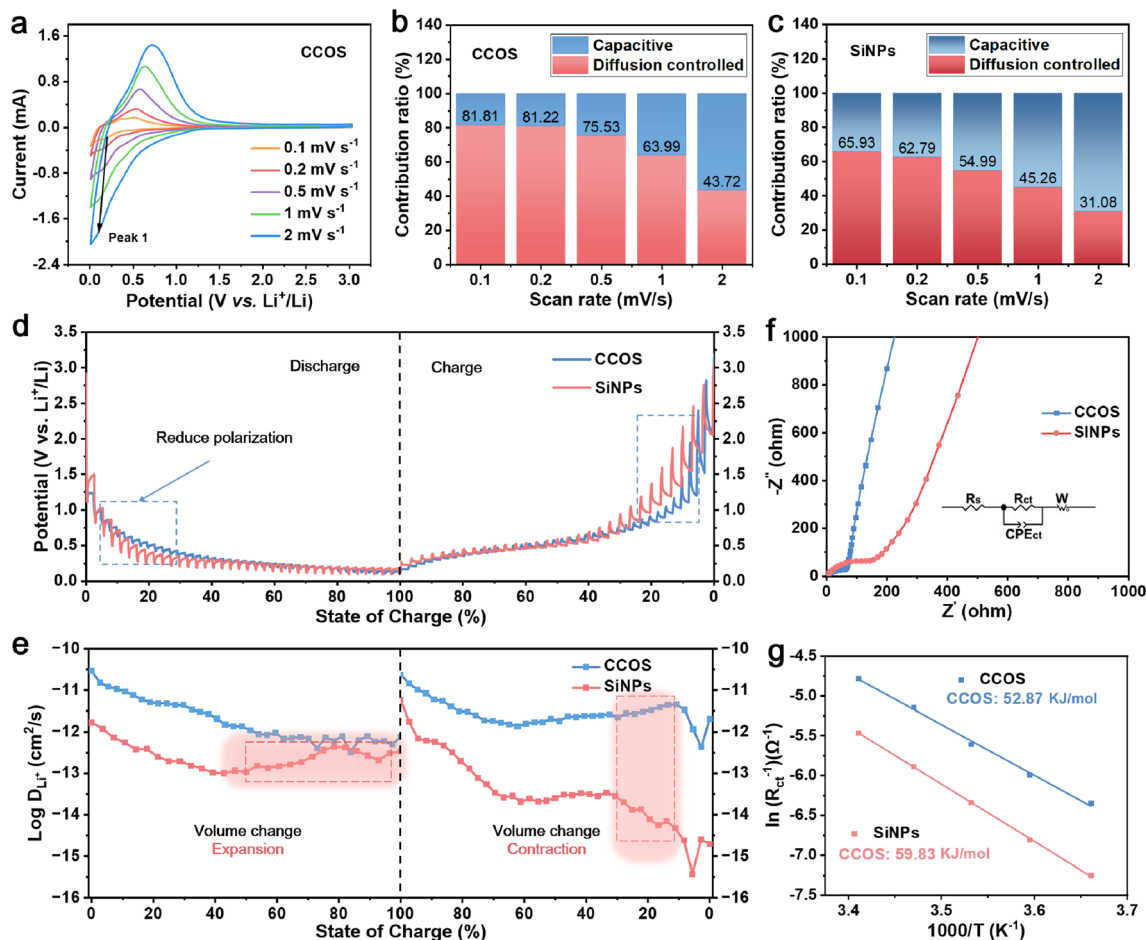 a
CCOS
1.6
0.8
0.0
-0.8
-1.6
-2.4
Current (mA)
0.1 mV s⁻¹
0.2 mV s⁻¹
0.5 mV s⁻¹
1 mV s⁻¹
2 mV s⁻¹
Peak 1
0.0 0.5 1.0 1.5 2.0 2.5 3.0
Potential (V vs. Li⁺/Li)
b
CCOS
Capacitive
Diffusion controlled
140
120
100
80
60
40
20
0
Contribution ratio (%)
81.81 81.22 75.53 63.99 43.72
0.1 0.2 0.5 1 2
Scan rate (mV/s)
c
SiNPs
Capacitive
Diffusion controlled
140
120
100
80
60
40
20
0
Contribution ratio (%)
65.93 62.79 54.99 45.26 31.08
0.1 0.2 0.5 1 2
Scan rate (mV/s)
d
3.5
3.0
2.5
2.0
1.5
1.0
0.5
0.0
Potential (V vs. Li⁺/Li)
Discharge
Charge
CCOS
SiNPs
Reduce polarization
3.5
3.0
2.5
2.0
1.5
1.0
0.5
0.0
0 20 40 60 80 100 80 60 40 20 0
State of Charge (%)
e
−10
−11
−12
−13
−14
−15
−16
Log D_Li⁺ (cm²/s)
CCOS
SiNPs
Volume change
Expansion
Volume change
Contraction
−10
−11
−12
−13
−14
−15
−16
0 20 40 60 80 100 80 60 40 20 0
State of Charge (%)
f
1000
800
600
400
200
0
-Z'' (ohm)
CCOS
SiNPs
Rs Rct W
CPEct
0 200 400 600 800 1000
Z' (ohm)
g
-4.5
-5.0
-5.5
-6.0
-6.5
-7.0
-7.5
ln (Rct⁻¹)(Ω⁻¹)
CCOS
CCOS: 52.87 KJ/mol
SiNPs
CCOS: 59.83 KJ/mol
3.4 3.5 3.6 3.7
1000/T (K⁻¹)